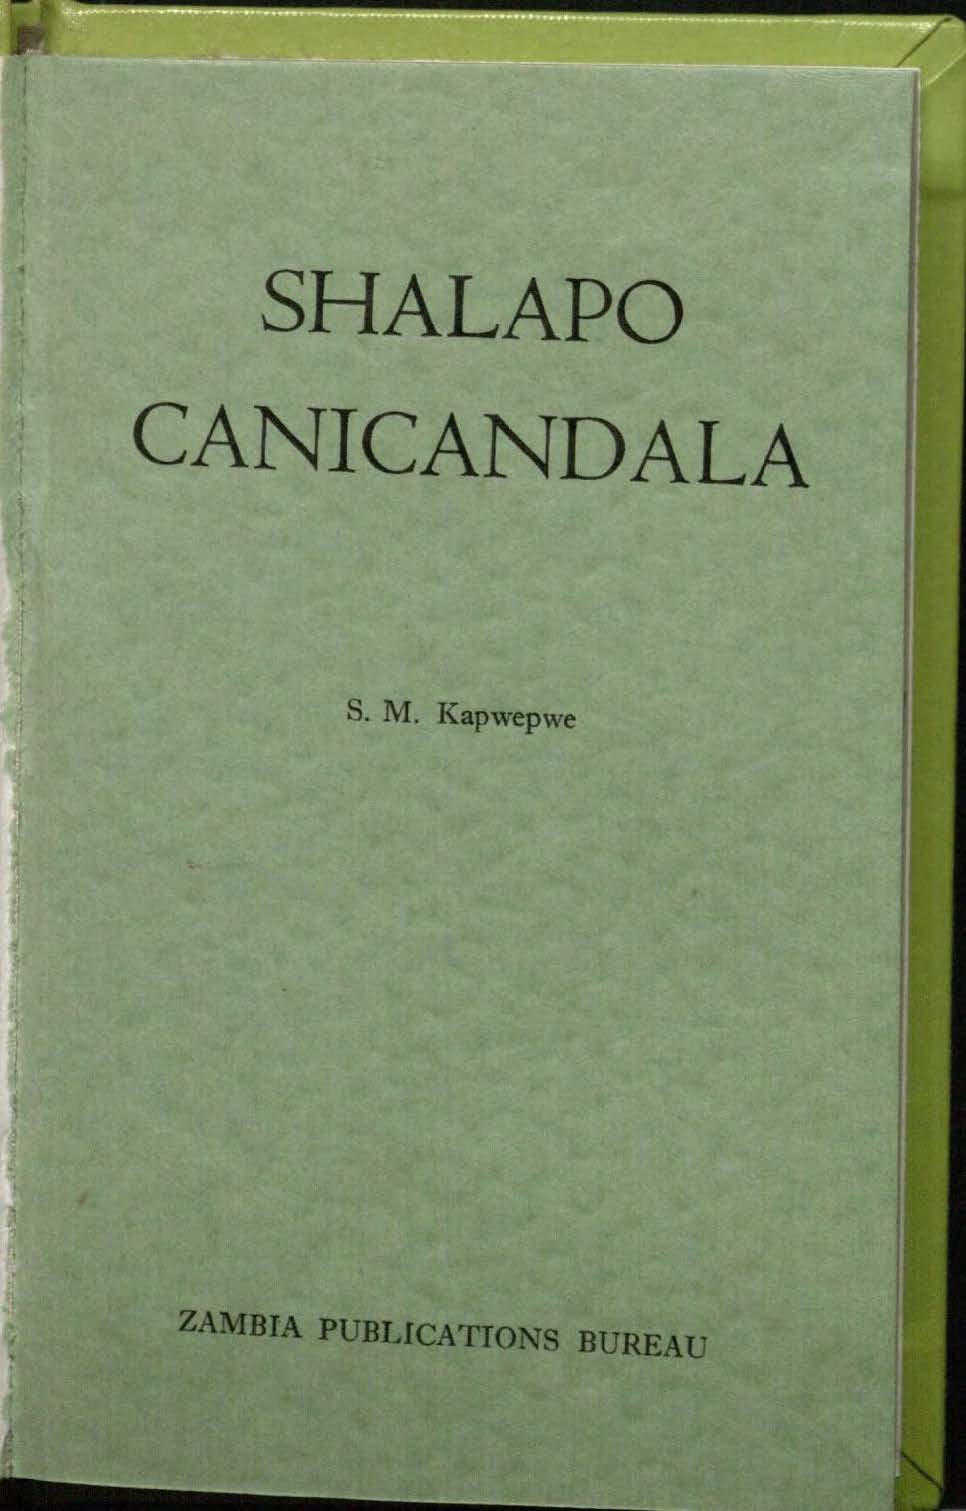 SHALAPO
CANICANDALA
S. M. Kapwepwe
ZAMBIA PUBLICATIONS BUREAU